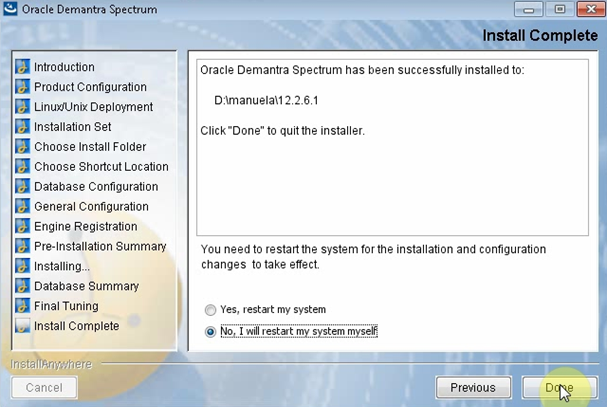 Oracle Demantra Spectrum
Install Complete
Introduction
Product Configuration
Linux/Unix Deployment
Installation Set
Choose Install Folder
Choose Shortcut Location
Database Configuration
General Configuration
Engine Registration
Pre-Installation Summary
Installing...
Database Summary
Final Tuning
Install Complete
Oracle Demantra Spectrum has been successfully installed to:
D:\manuela\12.2.6.1
Click "Done" to quit the installer.
You need to restart the system for the installation and configuration
changes to take effect.
Yes, restart my system
No, I will restart my system myself
InstallAnywhere
Cancel
Previous
Done